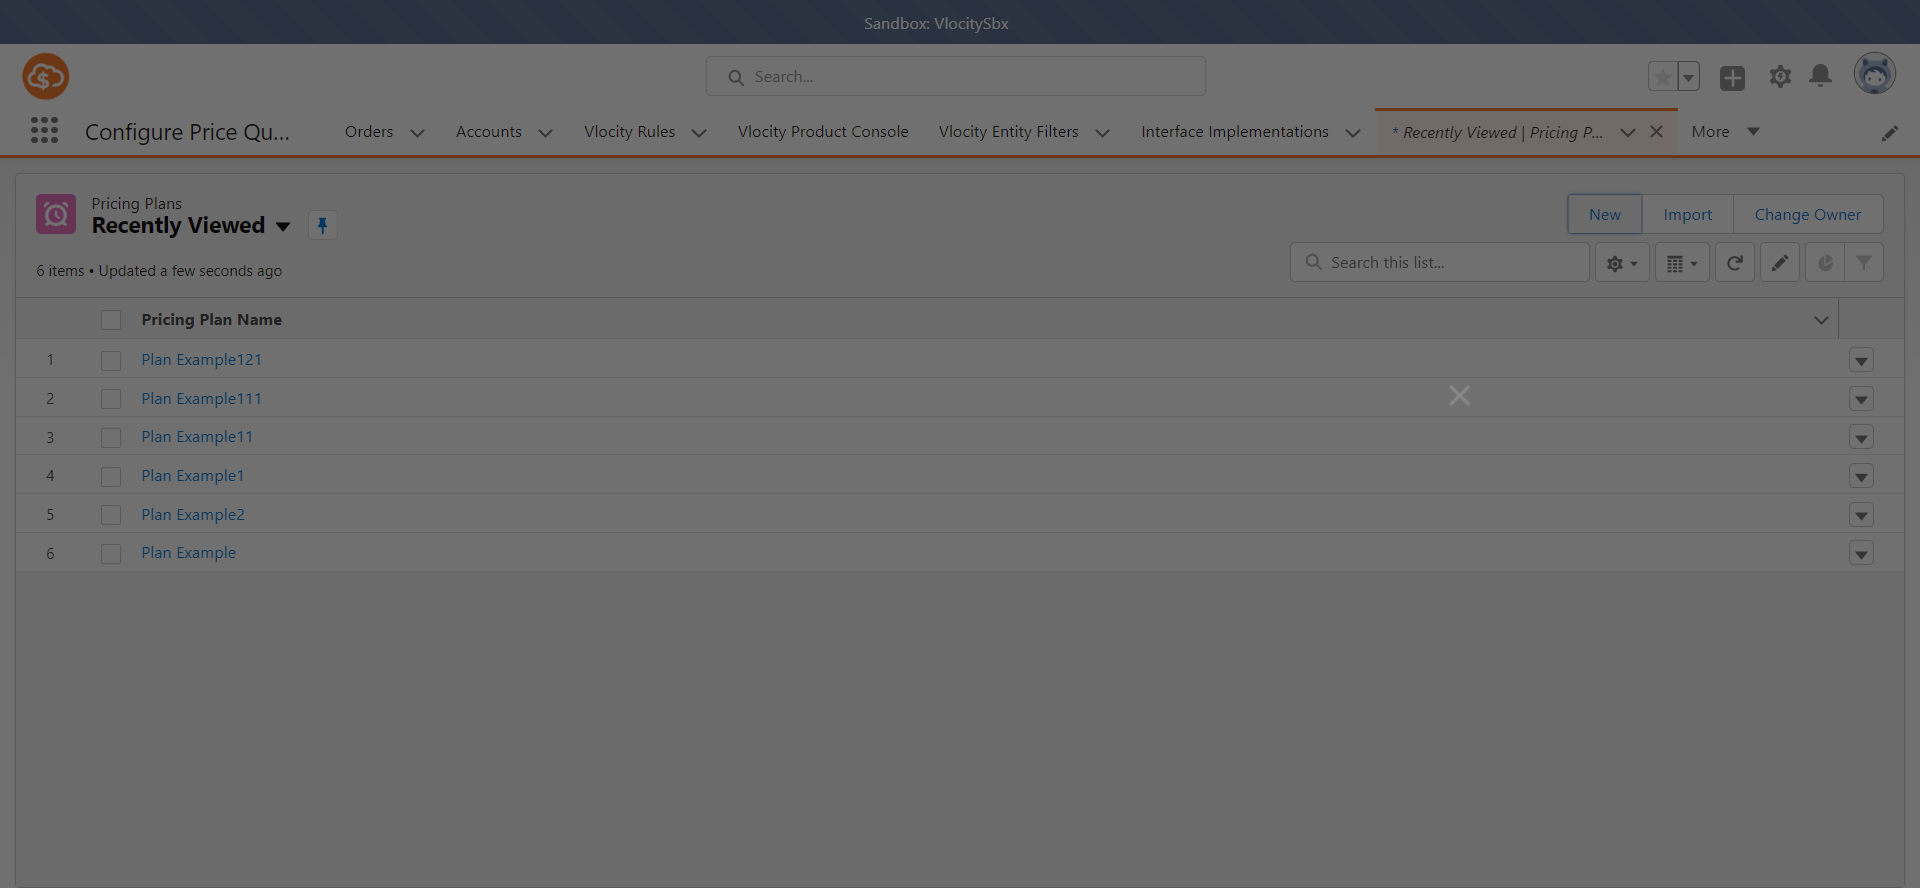 Sandbox: VlocitySbx
Search...
Configure Price Qu...
Orders
Accounts
Vlocity Rules
Vlocity Product Console
Vlocity Entity Filters
Interface Implementations
* Recently Viewed | Pricing P...
More
Pricing Plans
Recently Viewed
New
Import
Change Owner
6 items • Updated a few seconds ago
Search this list...
Pricing Plan Name
1 Plan Example121
2 Plan Example111
3 Plan Example11
4 Plan Example1
5 Plan Example2
6 Plan Example